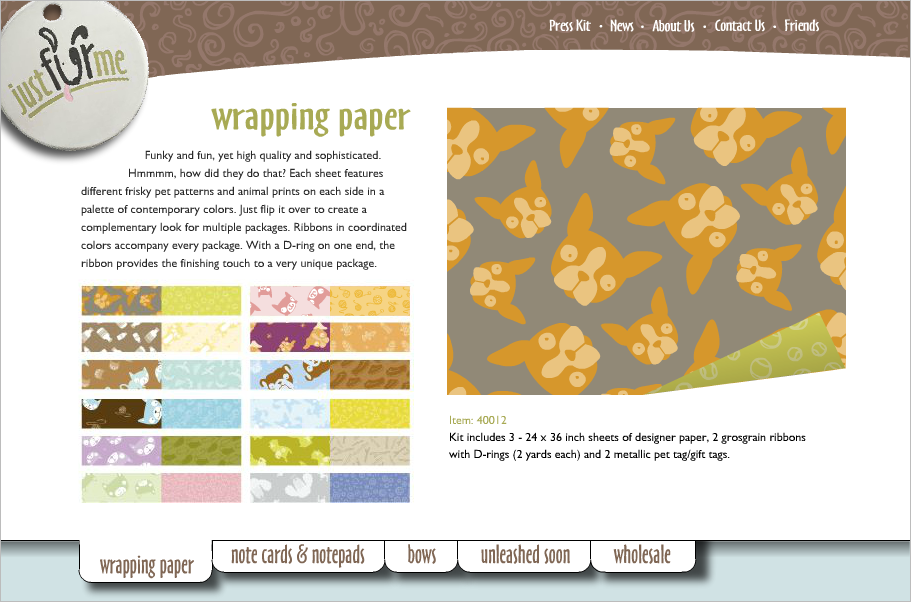 Press Kit • News • About Us • Contact Us • Friends
just fur me
wrapping paper
Funky and fun, yet high quality and sophisticated.
Hmmmm, how did they do that? Each sheet features
different frisky pet patterns and animal prints on each side in a
palette of contemporary colors. Just flip it over to create a
complementary look for multiple packages. Ribbons in coordinated
colors accompany every package. With a D-ring on one end, the
ribbon provides the finishing touch to a very unique package.
Item: 40012
Kit includes 3 - 24 x 36 inch sheets of designer paper, 2 grosgrain ribbons
with D-rings (2 yards each) and 2 metallic pet tag/gift tags.
wrapping paper note cards & notepads bows unleashed soon wholesale